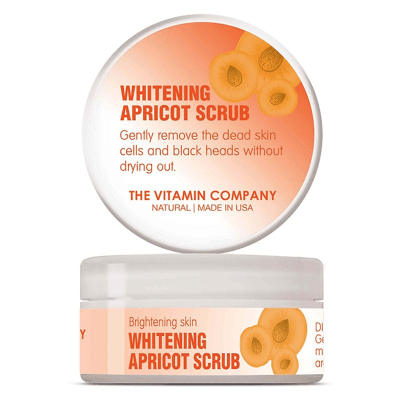 WHITENING
APRICOT SCRUB
Gently remove the dead skin
cells and black heads without
drying out.
THE VITAMIN COMPANY
NATURAL | MADE IN USA
Brightening skin
WHITENING
APRICOT SCRUB